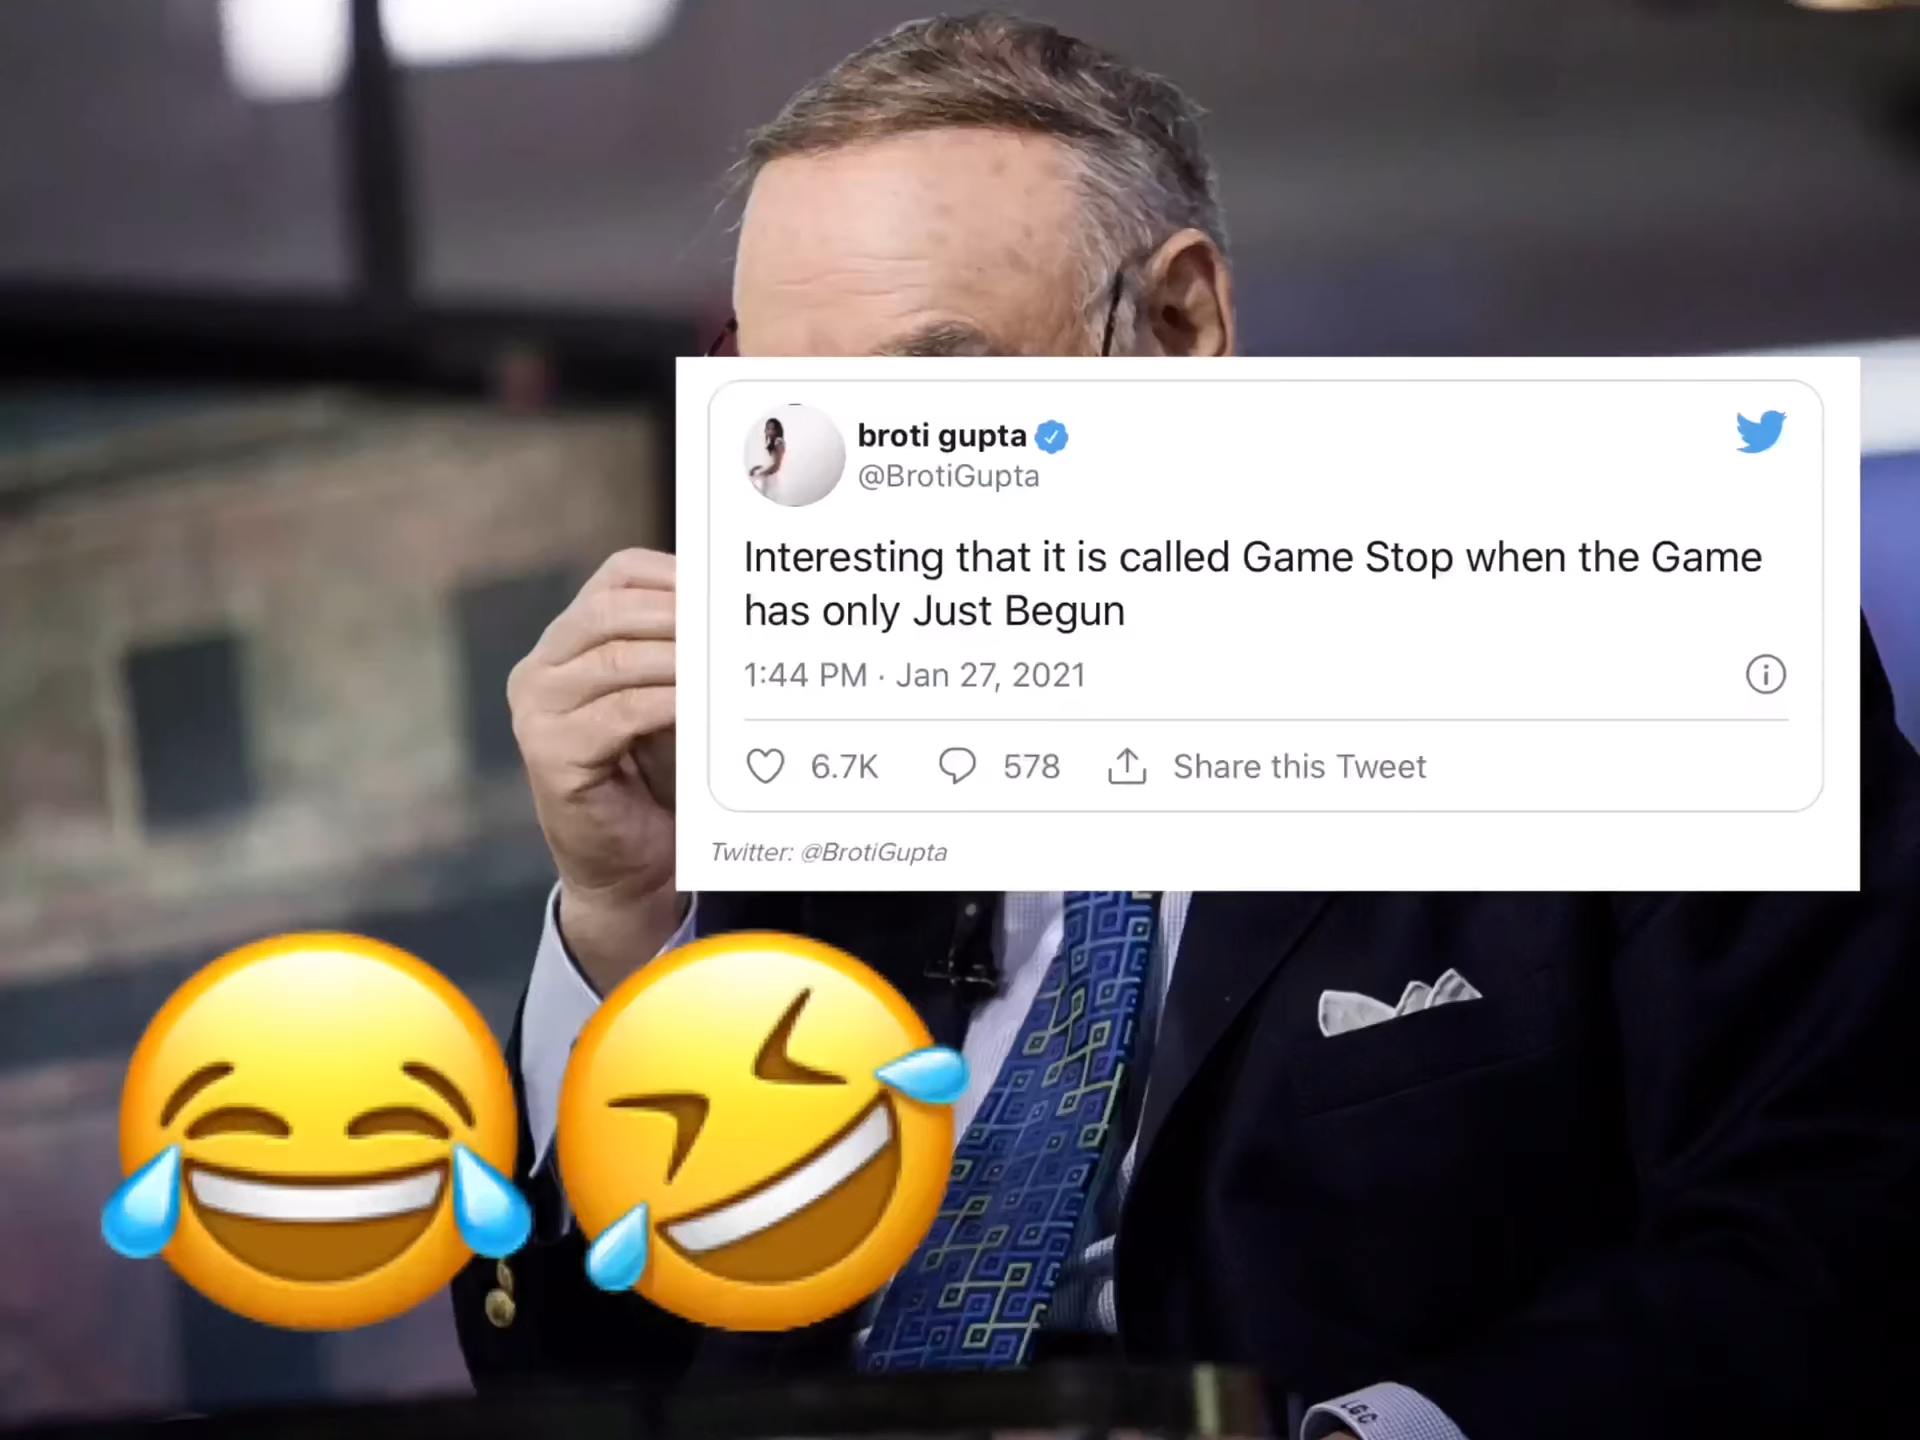 broti gupta
@BrotiGupta
Interesting that it is called Game Stop when the Game
has only Just Begun
1:44 PM · Jan 27, 2021
6.7K 578 Share this Tweet
Twitter: @BrotiGupta
LGC